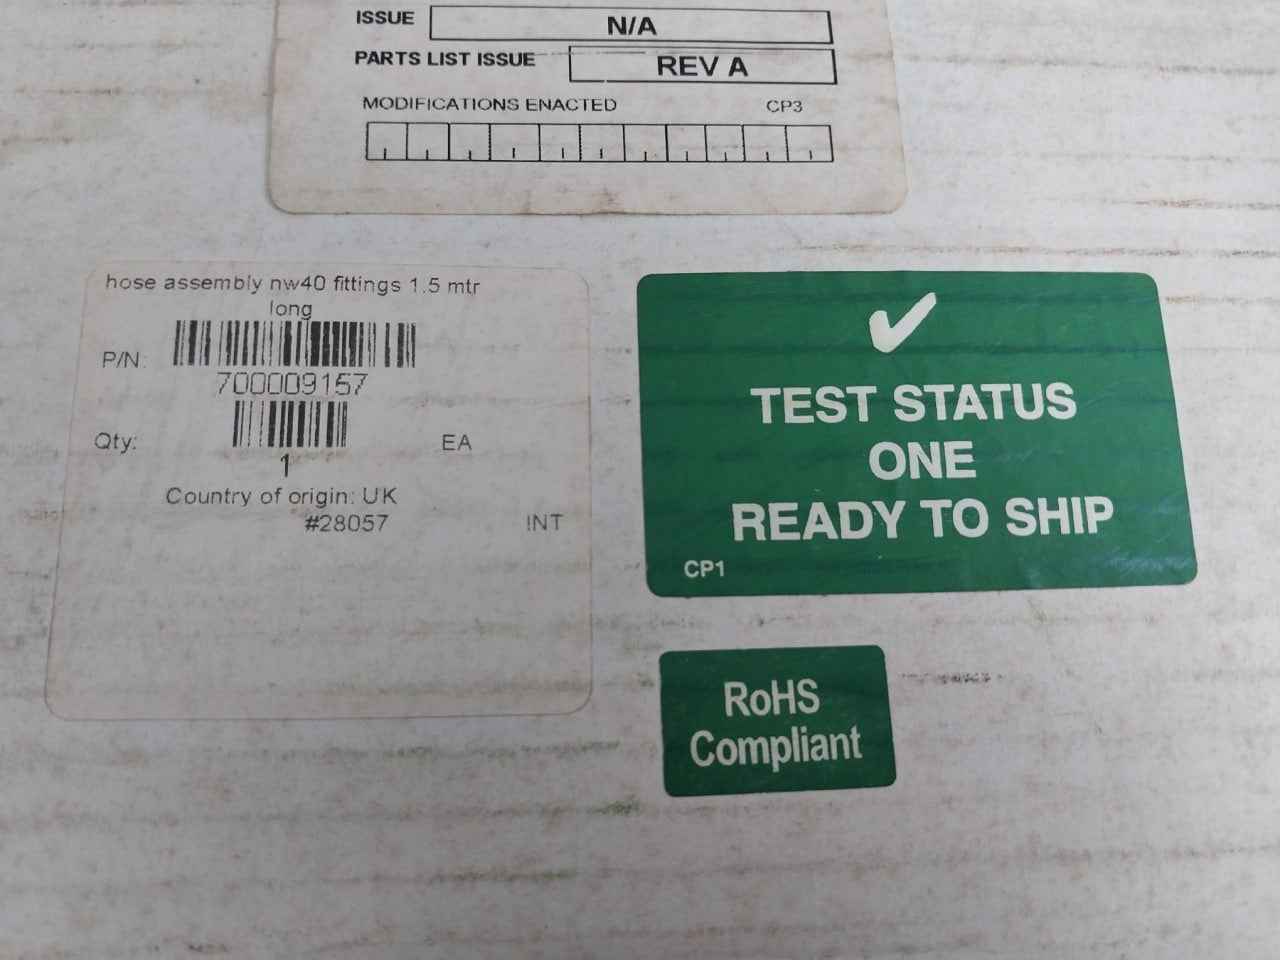 ISSUE N/A
PARTS LIST ISSUE REV A
MODIFICATIONS ENACTED CP3
hose assembly nw40 fittings 1.5 mtr
long
P/N:
700009157
Qty: EA
1
Country of origin: UK
#28057 INT
TEST STATUS
ONE
READY TO SHIP
CP1
RoHS
Compliant